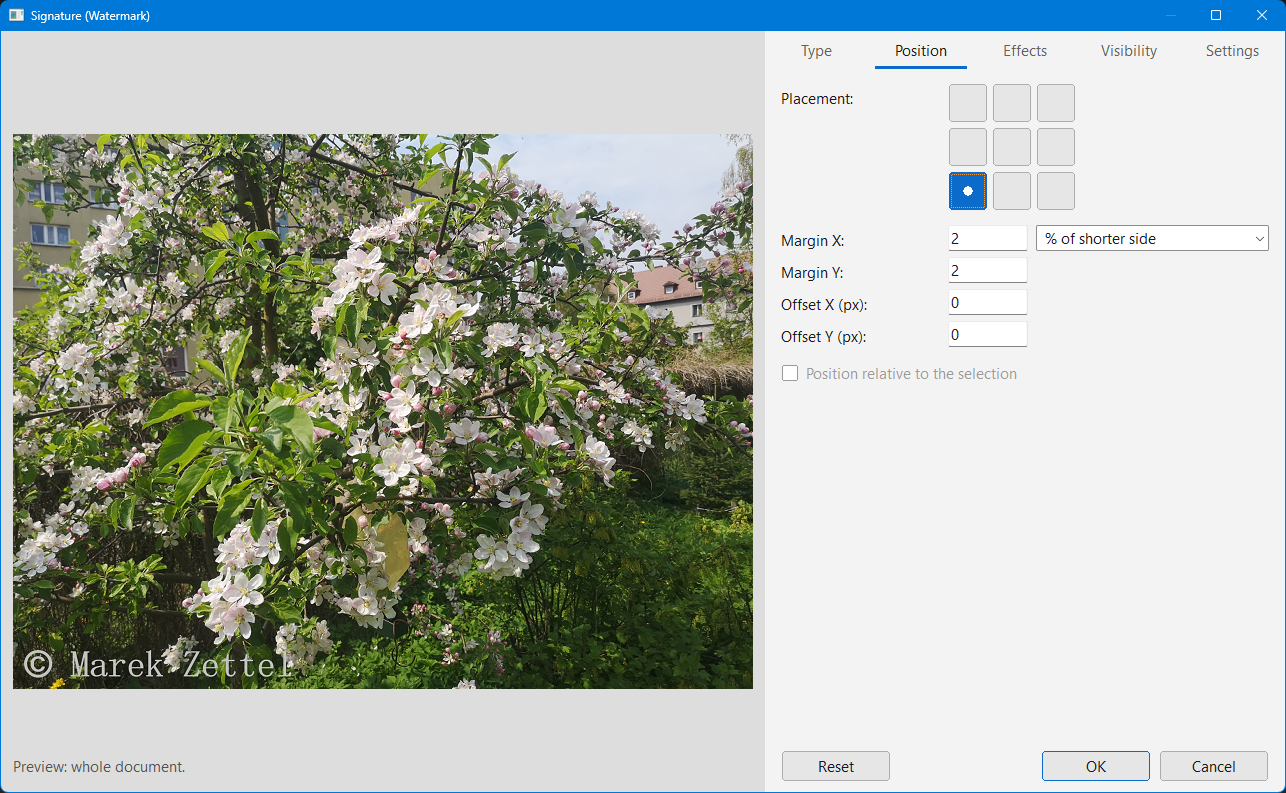 Signature (Watermark)
Type Position Effects Visibility Settings
Placement:
Margin X: 2 % of shorter side
Margin Y: 2
Offset X (px): 0
Offset Y (px): 0
Position relative to the selection
© Marek Zettel
Preview: whole document.
Reset OK Cancel